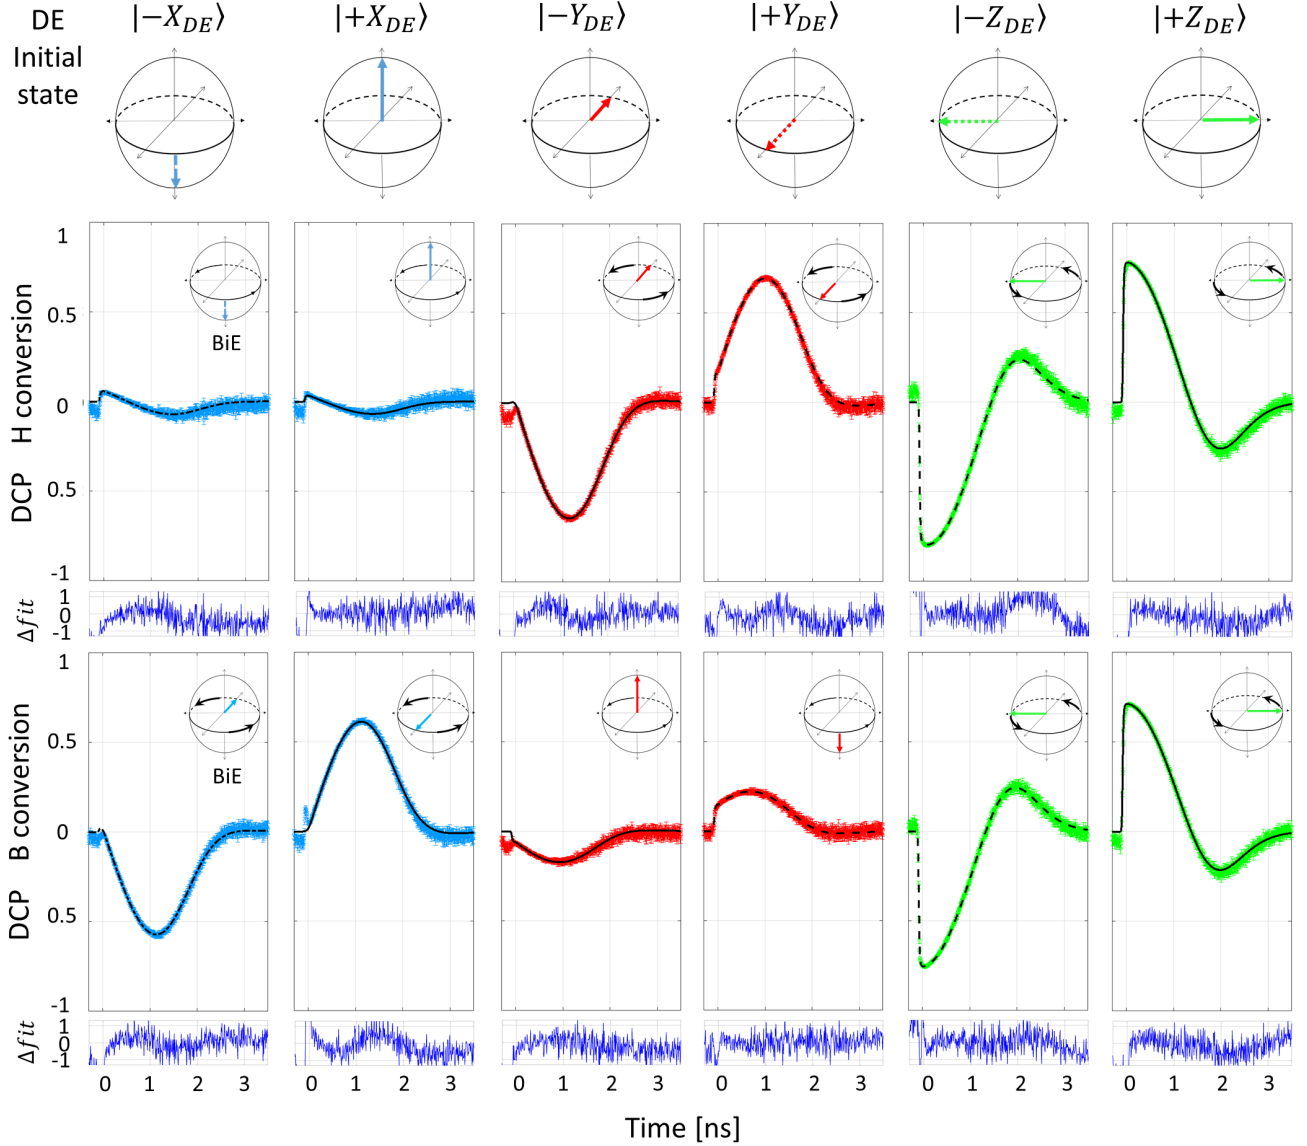 DE Initial state
|−X_DE⟩ |+X_DE⟩ |−Y_DE⟩ |+Y_DE⟩ |−Z_DE⟩ |+Z_DE⟩
DCP H conversion
1
0.5
0
0.5
-1
BiE
Δfit
1
0
-1
DCP B conversion
1
0.5
0
0.5
-1
BiE
Δfit
1
0
-1
0 1 2 3 0 1 2 3 0 1 2 3 0 1 2 3 0 1 2 3 0 1 2 3
Time [ns]